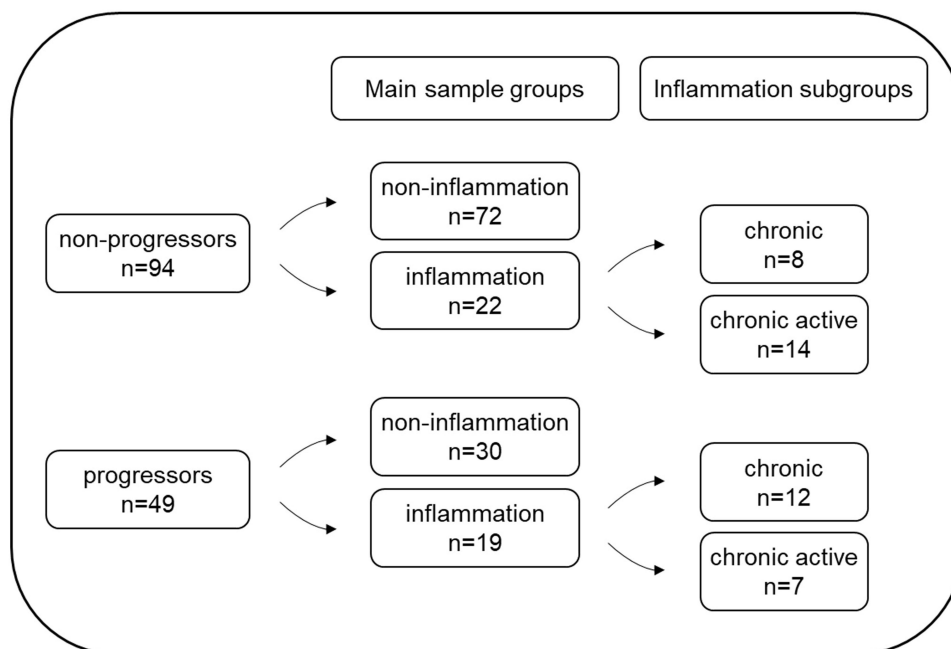 Main sample groups
Inflammation subgroups
non-progressors
n=94
non-inflammation
n=72
inflammation
n=22
chronic
n=8
chronic active
n=14
progressors
n=49
non-inflammation
n=30
inflammation
n=19
chronic
n=12
chronic active
n=7